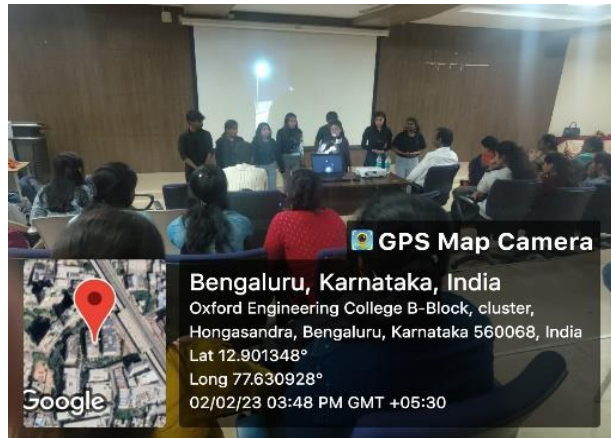 GPS Map Camera
Bengaluru, Karnataka, India
Oxford Engineering College B-Block, cluster,
Hongasandra, Bengaluru, Karnataka 560068, India
Lat 12.901348°
Long 77.630928°
02/02/23 03:48 PM GMT +05:30
Google